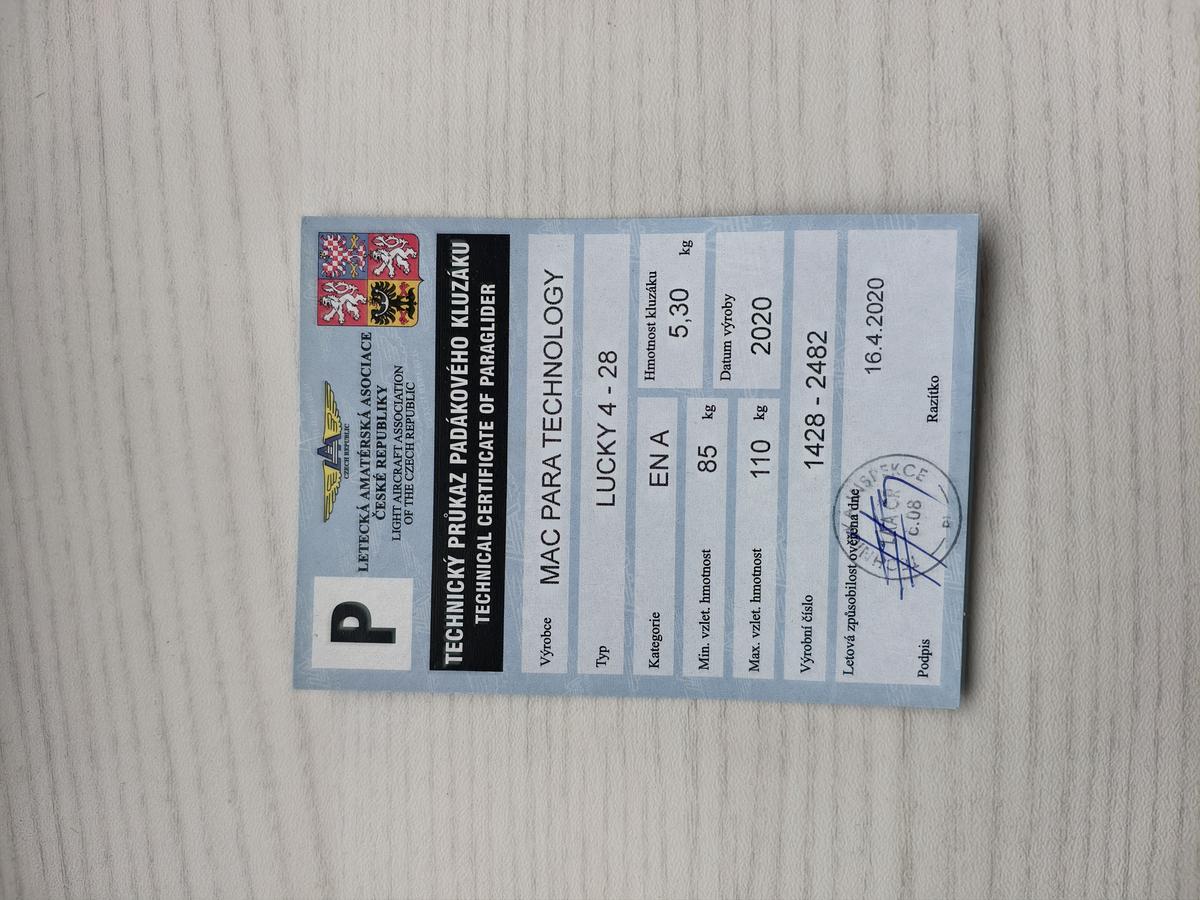 CZECH REPUBLIC
P
LETECKÁ AMATÉRSKÁ ASOCIACE
ČESKÉ REPUBLIKY
LIGHT AIRCRAFT ASSOCIATION
OF THE CZECH REPUBLIC
TECHNICKÝ PRŮKAZ PADÁKOVÉHO KLUZÁKU
TECHNICAL CERTIFICATE OF PARAGLIDER
Výrobce MAC PARA TECHNOLOGY
Typ LUCKY 4 - 28
Kategorie EN A
Hmotnost kluzáku
5,30 kg
Min. vzlet. hmotnost 85 kg
Max. vzlet. hmotnost 110 kg
Datum výroby
2020
Výrobní číslo 1428 - 2482
Letová způsobilost ověřena dne
16.4.2020
LAA ČR
č.08
Podpis Razítko